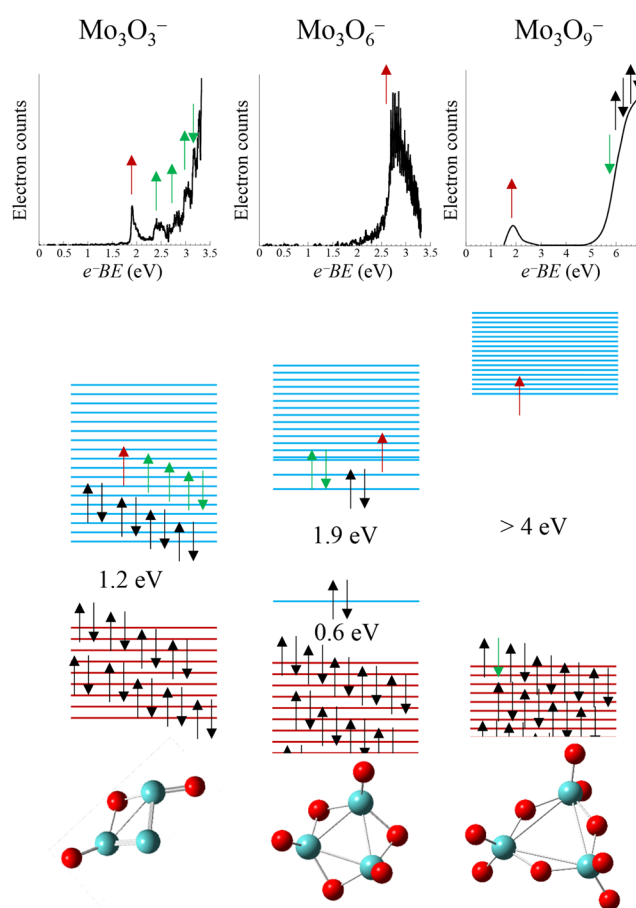 Mo₃O₃⁻ Mo₃O₆⁻ Mo₃O₉⁻
Electron counts Electron counts Electron counts
0 0.5 1 1.5 2 2.5 3 3.5 0 0.5 1 1.5 2 2.5 3 3.5 0 1 2 3 4 5 6
e⁻BE (eV) e⁻BE (eV) e⁻BE (eV)
1.9 eV > 4 eV
1.2 eV
0.6 eV